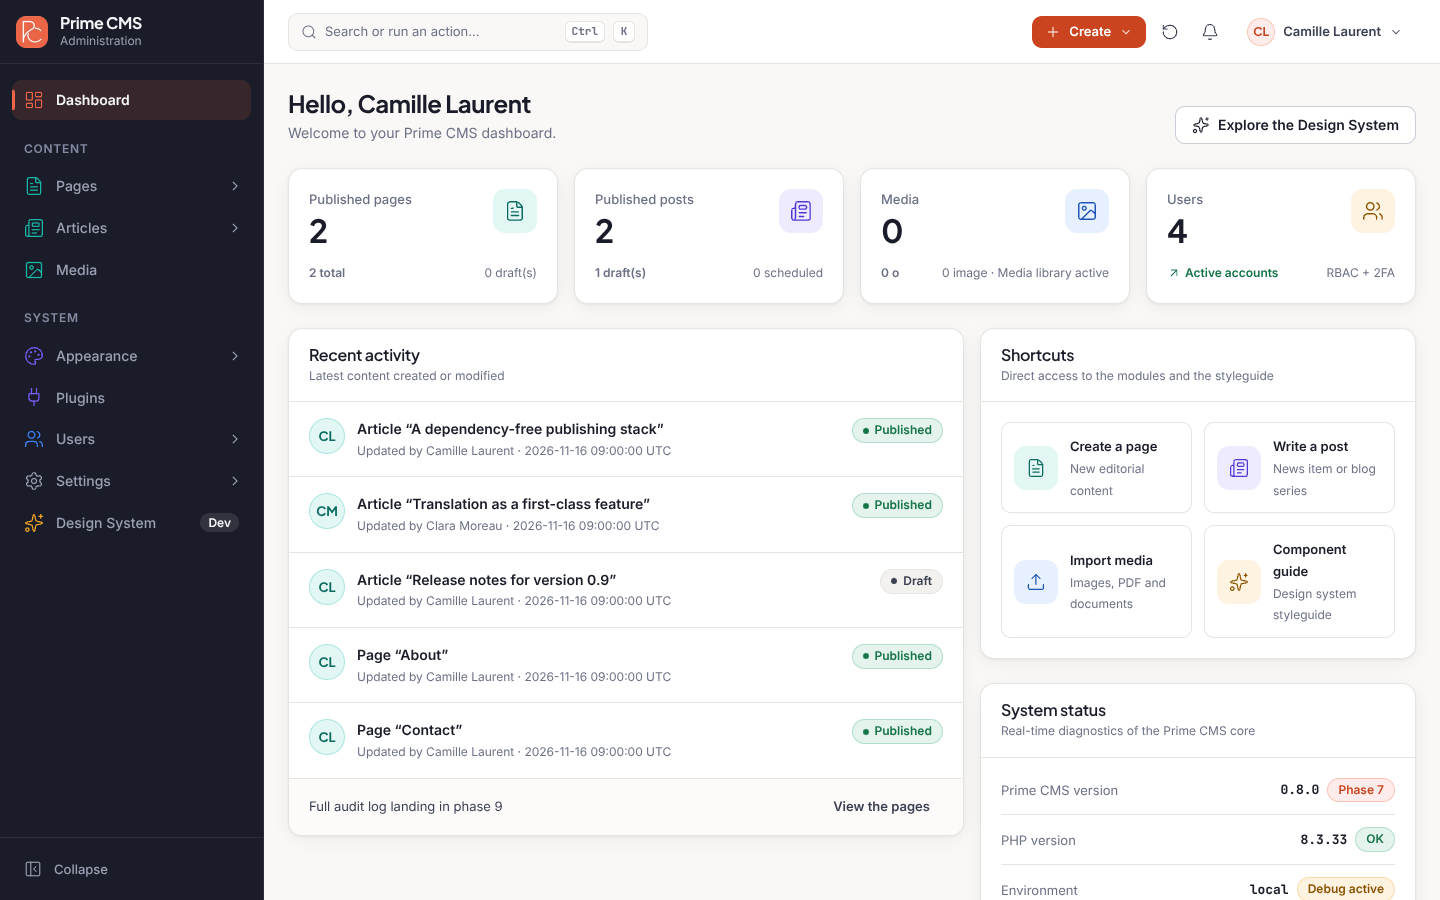 Prime CMS
Administration
Dashboard
CONTENT
Pages
Articles
Media
SYSTEM
Appearance
Plugins
Users
Settings
Design System
Dev
Collapse
Search or run an action...
Ctrl
K
Create
CL
Camille Laurent
Hello, Camille Laurent
Welcome to your Prime CMS dashboard.
Explore the Design System
Published pages
2
2 total
0 draft(s)
Published posts
2
1 draft(s)
0 scheduled
Media
0
0 o
0 image · Media library active
Users
4
Active accounts
RBAC + 2FA
Recent activity
Latest content created or modified
CL
Article “A dependency-free publishing stack”
Updated by Camille Laurent · 2026-11-16 09:00:00 UTC
Published
CM
Article “Translation as a first-class feature”
Updated by Clara Moreau · 2026-11-16 09:00:00 UTC
Published
CL
Article “Release notes for version 0.9”
Updated by Camille Laurent · 2026-11-16 09:00:00 UTC
Draft
CL
Page “About”
Updated by Camille Laurent · 2026-11-16 09:00:00 UTC
Published
CL
Page “Contact”
Updated by Camille Laurent · 2026-11-16 09:00:00 UTC
Published
Full audit log landing in phase 9
View the pages
Shortcuts
Direct access to the modules and the styleguide
Create a page
New editorial
content
Write a post
News item or blog
series
Import media
Images, PDF and
documents
Component
guide
Design system
styleguide
System status
Real-time diagnostics of the Prime CMS core
Prime CMS version
0.8.0
Phase 7
PHP version
8.3.33
OK
Environment
local
Debug active